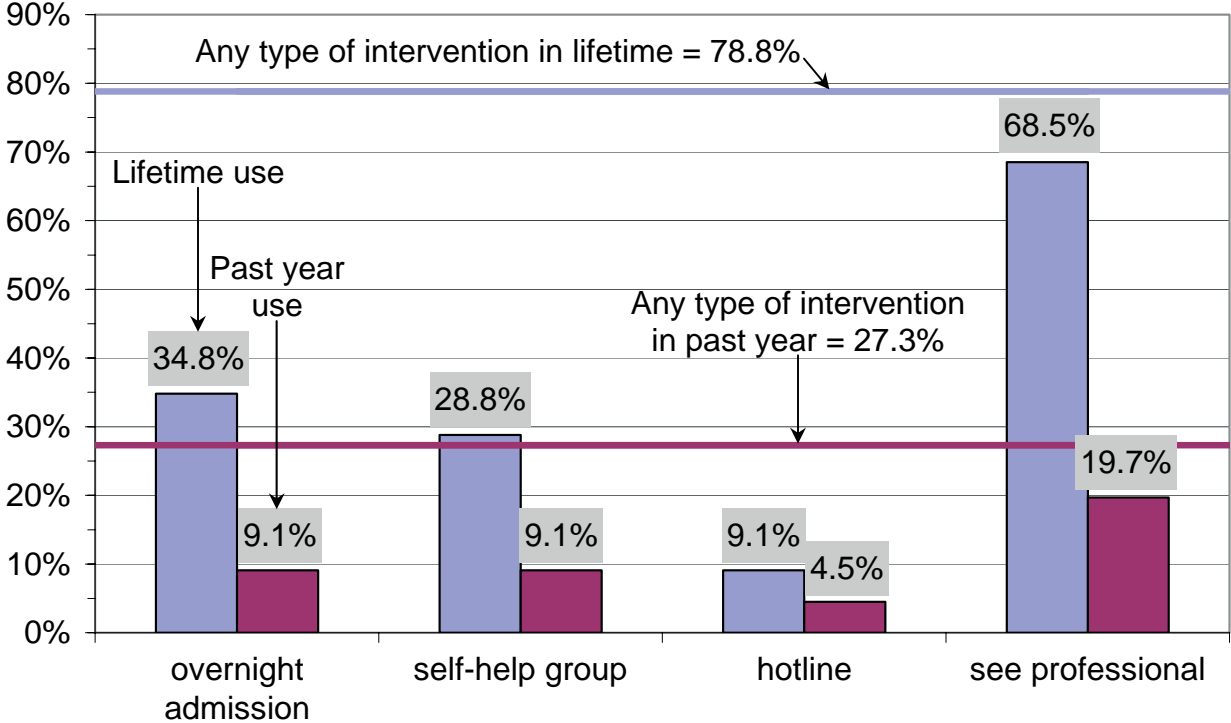 90%
Any type of intervention in lifetime = 78.8%
80%
68.5%
70%
Lifetime use
60%
Past year
use
50%
Any type of intervention
in past year = 27.3%
40%
34.8%
28.8%
30%
19.7%
20%
9.1%
9.1%
9.1%
4.5%
10%
0%
overnight
admission
self-help group
hotline
see professional